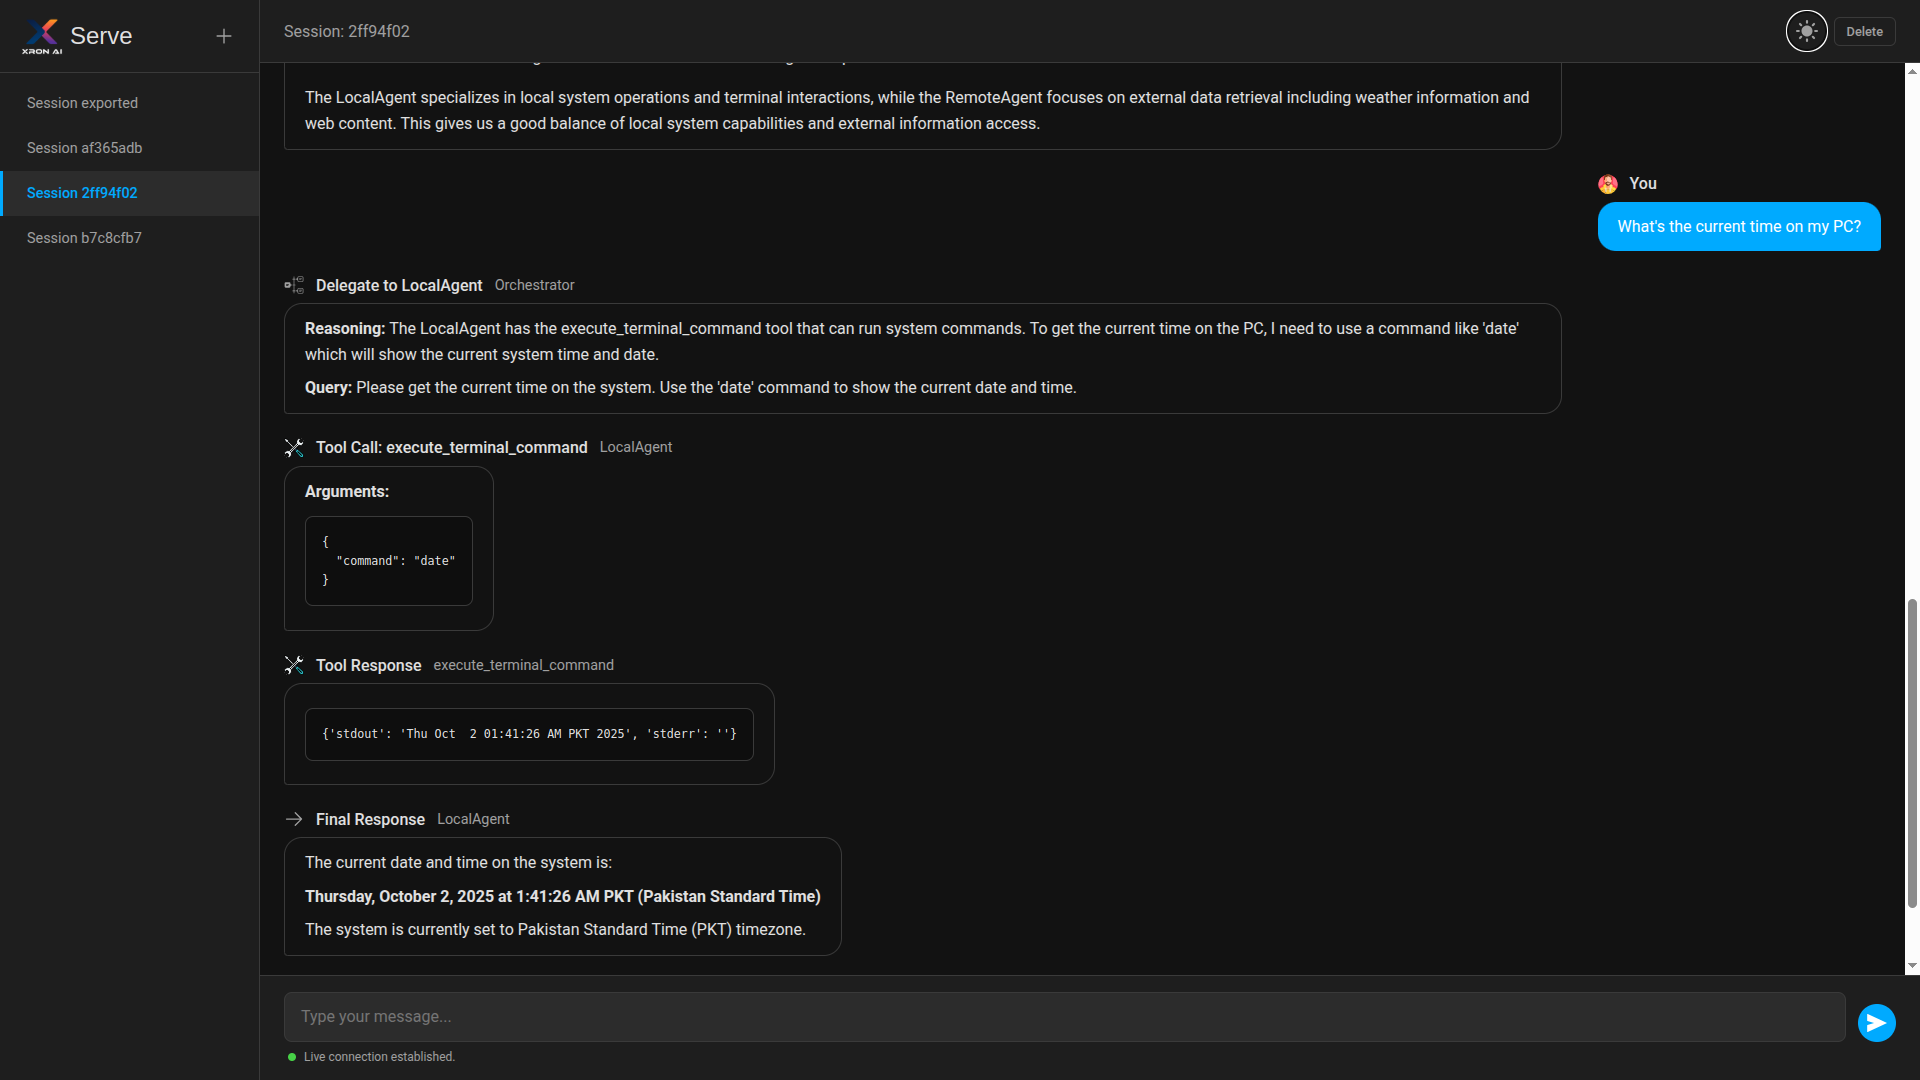 XRON AI
Serve
Session exported
Session af365adb
Session 2ff94f02
Session b7c8cfb7
Session: 2ff94f02
Delete
The LocalAgent specializes in local system operations and terminal interactions, while the RemoteAgent focuses on external data retrieval including weather information and
web content. This gives us a good balance of local system capabilities and external information access.
You
What's the current time on my PC?
Delegate to LocalAgent Orchestrator
Reasoning: The LocalAgent has the execute_terminal_command tool that can run system commands. To get the current time on the PC, I need to use a command like 'date'
which will show the current system time and date.
Query: Please get the current time on the system. Use the 'date' command to show the current date and time.
Tool Call: execute_terminal_command LocalAgent
Arguments:
{
  "command": "date"
}
Tool Response execute_terminal_command
{'stdout': 'Thu Oct  2 01:41:26 AM PKT 2025', 'stderr': ''}
Final Response LocalAgent
The current date and time on the system is:
Thursday, October 2, 2025 at 1:41:26 AM PKT (Pakistan Standard Time)
The system is currently set to Pakistan Standard Time (PKT) timezone.
Type your message...
Live connection established.